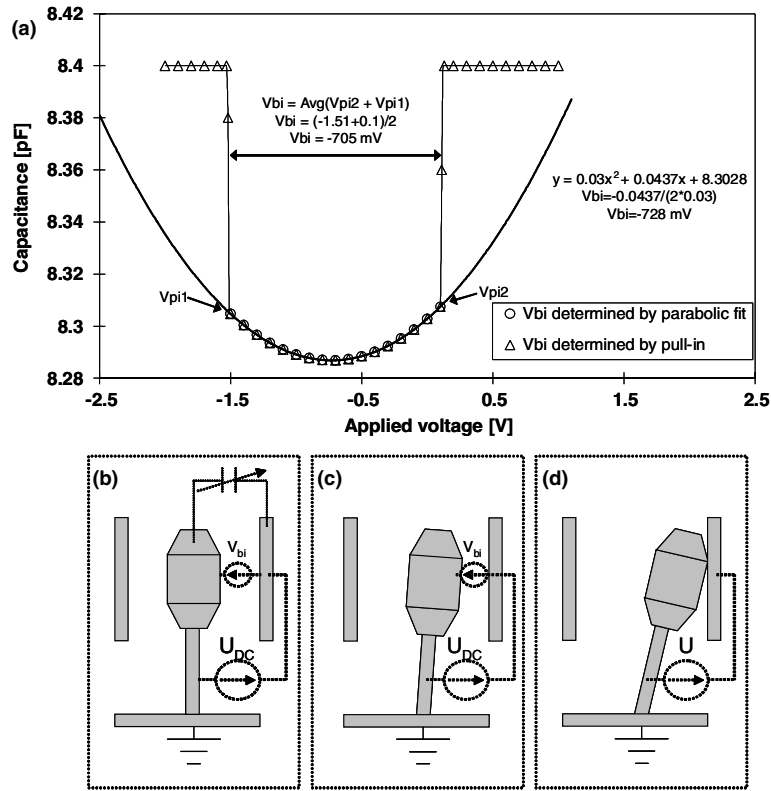 (a)
8.42
8.4
8.38
8.36
8.34
8.32
8.3
8.28
Capacitance [pF]
-2.5
-1.5
-0.5
0.5
1.5
2.5
Applied voltage [V]
Vbi = Avg(Vpi2 + Vpi1)
Vbi = (-1.51+0.1)/2
Vbi = -705 mV
y = 0.03x² + 0.0437x + 8.3028
Vbi=-0.0437/(2*0.03)
Vbi=-728 mV
Vpi1
Vpi2
Vbi determined by parabolic fit
Vbi determined by pull-in
(b)
Vbi
UDC
(c)
Vbi
UDC
(d)
U